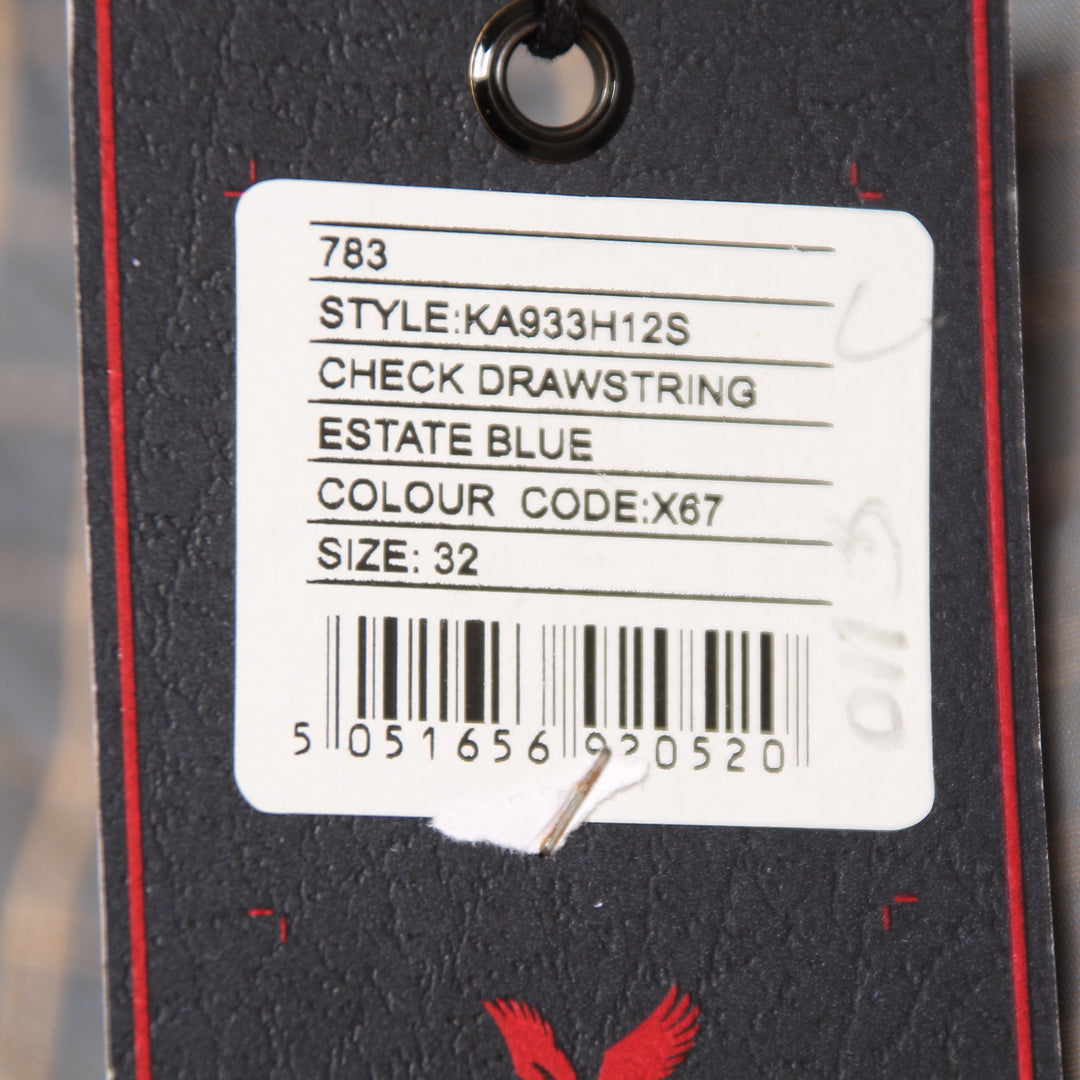 783
STYLE:KA933H12S
CHECK DRAWSTRING
ESTATE BLUE
COLOUR CODE:X67
SIZE: 32
5 051656 920520